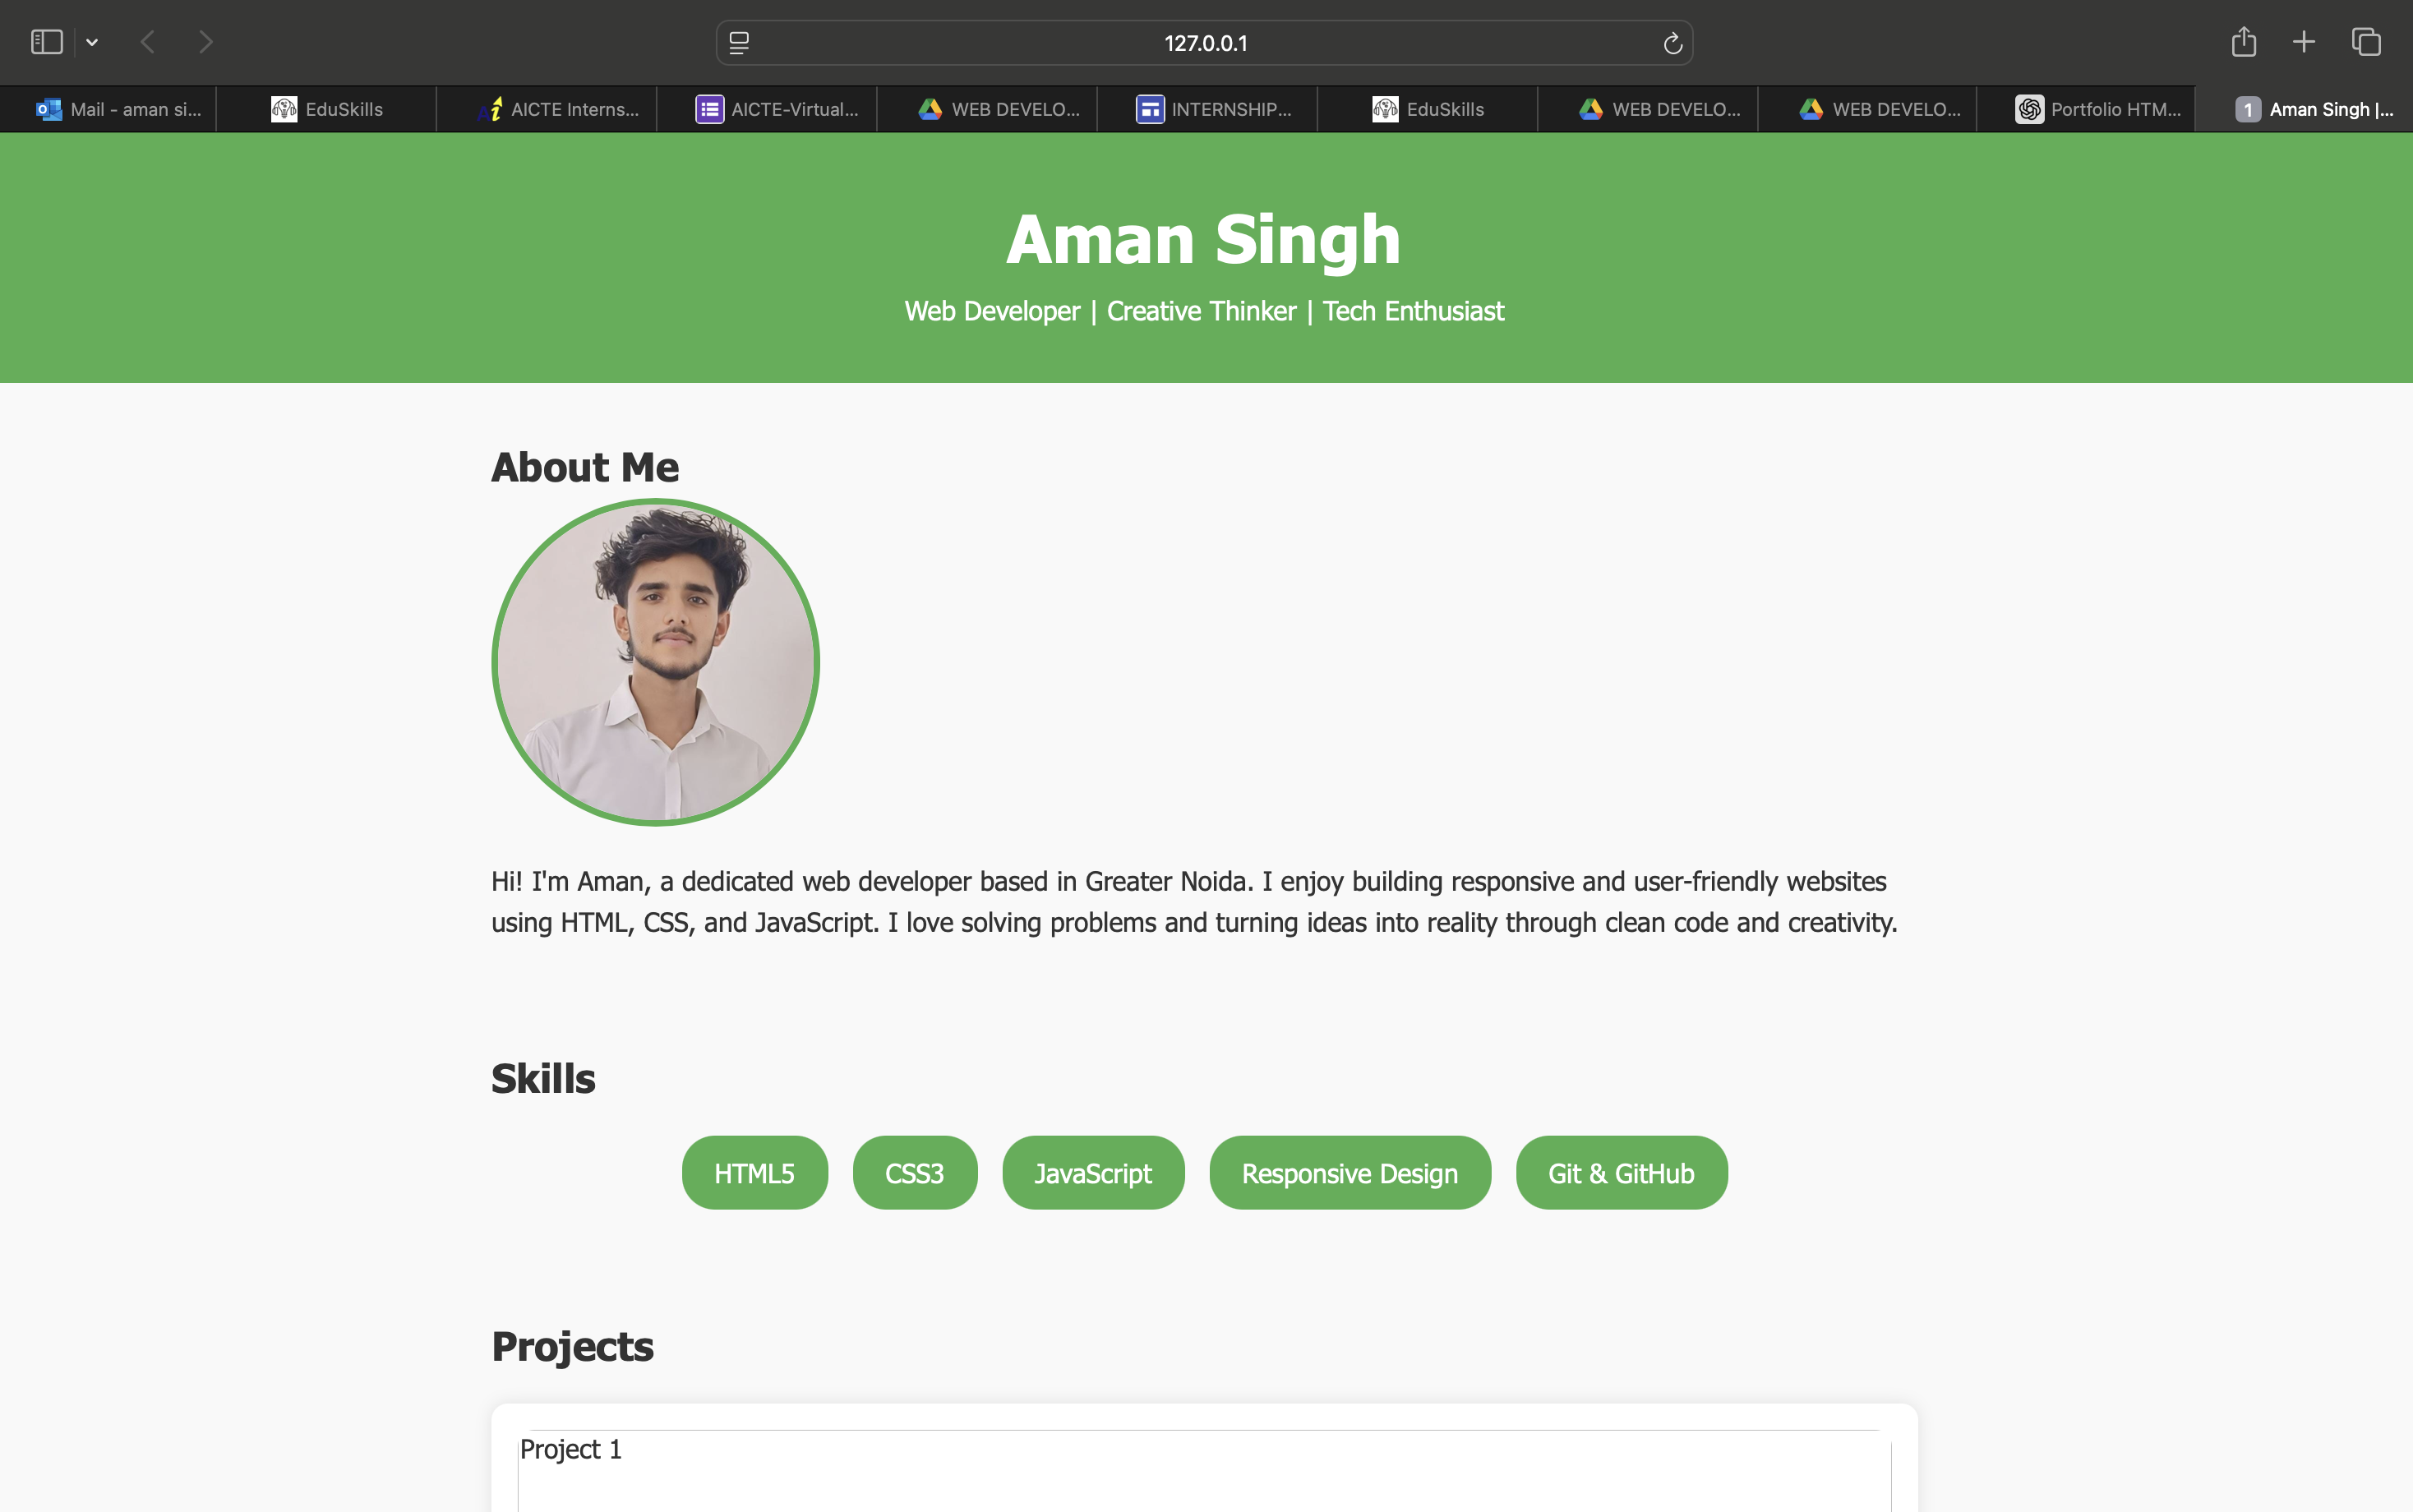 127.0.0.1
Mail - aman si...
EduSkills
AICTE Interns...
AICTE-Virtual...
WEB DEVELO...
INTERNSHIP...
EduSkills
WEB DEVELO...
WEB DEVELO...
Portfolio HTM...
1 Aman Singh |...
Aman Singh
Web Developer | Creative Thinker | Tech Enthusiast
About Me
Hi! I'm Aman, a dedicated web developer based in Greater Noida. I enjoy building responsive and user-friendly websites
using HTML, CSS, and JavaScript. I love solving problems and turning ideas into reality through clean code and creativity.
Skills
HTML5
CSS3
JavaScript
Responsive Design
Git & GitHub
Projects
Project 1